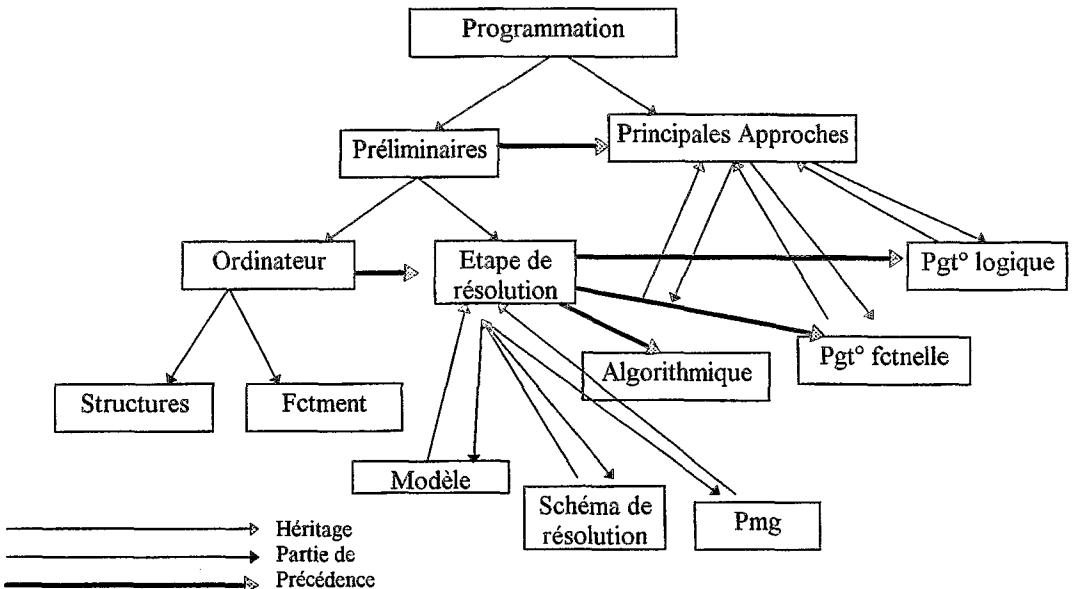 Programmation
Préliminaires
Principales Approches
Ordinateur
Etape de
résolution
Pgt° logique
Pgt° fctnelle
Algorithmique
Structures
Fctment
Modèle
Schéma de
résolution
Pmg
Héritage
Partie de
Précédence